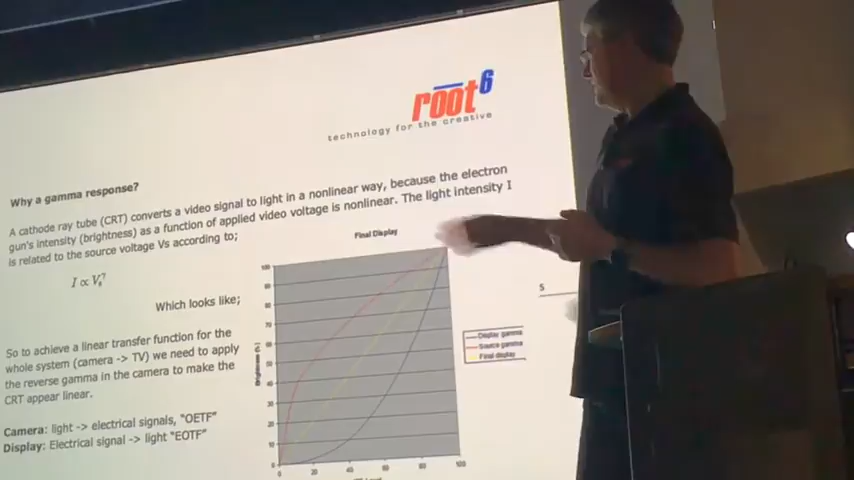 root6
technology for the creative
Why a gamma response?
A cathode ray tube (CRT) converts a video signal to light in a nonlinear way, because the electron
gun's intensity (brightness) as a function of applied video voltage is nonlinear. The light intensity I
is related to the source voltage Vs according to;
I ∝ V_s^γ
Which looks like;
So to achieve a linear transfer function for the
whole system (camera -> TV) we need to apply
the reverse gamma in the camera to make the
CRT appear linear.
Camera: light -> electrical signals, "OETF"
Display: Electrical signal -> light "EOTF"
Final Display
Brightness (%)
100
90
80
70
60
50
40
30
20
10
0
0 20 40 60 80 100
Display gamma
Source gamma
Final display
5